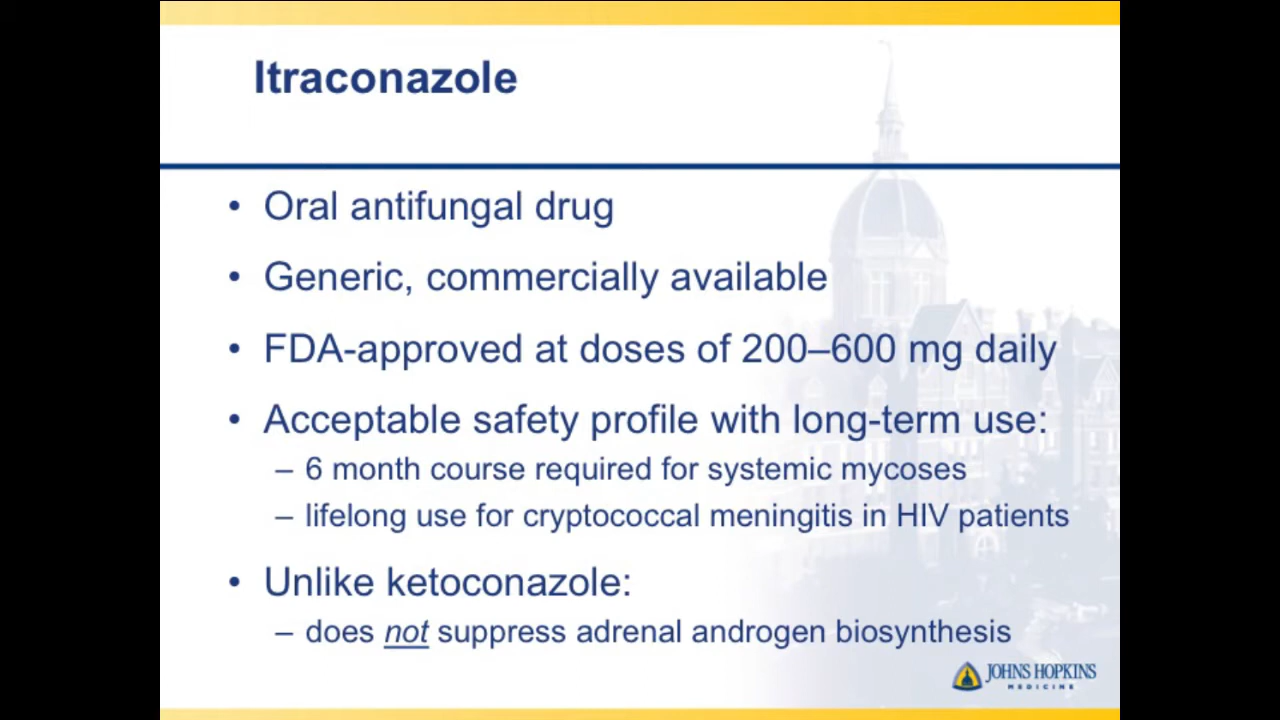 Itraconazole
• Oral antifungal drug
• Generic, commercially available
• FDA-approved at doses of 200–600 mg daily
• Acceptable safety profile with long-term use:
– 6 month course required for systemic mycoses
– lifelong use for cryptococcal meningitis in HIV patients
• Unlike ketoconazole:
– does not suppress adrenal androgen biosynthesis
JOHNS HOPKINS
MEDICINE